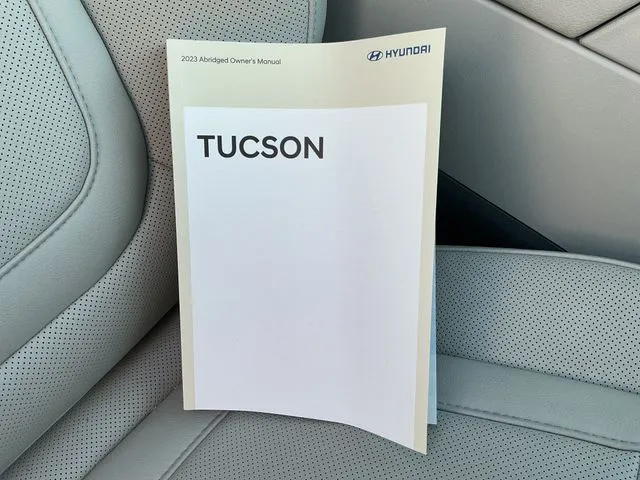 2023 Abridged Owner's Manual
HYUNDAI
TUCSON